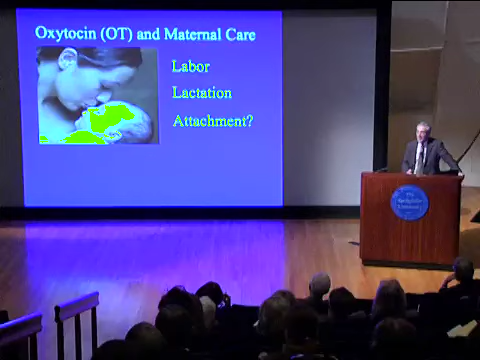 Oxytocin (OT) and Maternal Care
Labor
Lactation
Attachment?